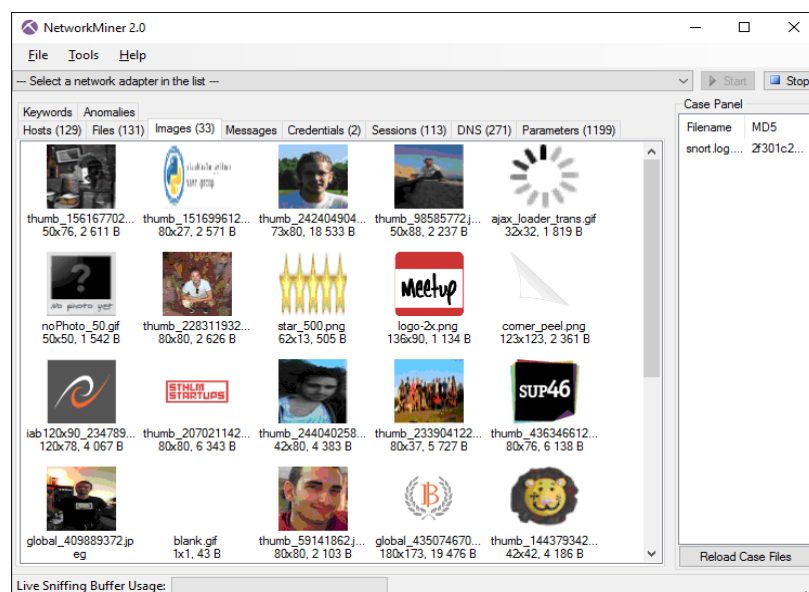 NetworkMiner 2.0
File Tools Help
--- Select a network adapter in the list ---
Start Stop
Keywords Anomalies
Hosts (129) Files (131) Images (33) Messages Credentials (2) Sessions (113) DNS (271) Parameters (1199)
Case Panel
Filename MD5
snort.log.... 2f301c2...
thumb_156167702... thumb_151699612... thumb_242404904... thumb_98585772.j... ajax_loader_trans.gif
50x76, 2 611 B 80x27, 2 571 B 73x80, 18 533 B 50x88, 2 237 B 32x32, 1 819 B
?
No photo yet
Meetup
noPhoto_50.gif thumb_228311932... star_500.png logo-2x.png corner_peel.png
50x50, 1 542 B 80x80, 2 626 B 62x13, 505 B 136x90, 1 134 B 123x123, 2 361 B
STHLM
STARTUPS
SUP46
iab120x90_234789... thumb_207021142... thumb_244040258... thumb_233904122... thumb_436346612...
120x78, 4 067 B 80x80, 6 343 B 42x80, 4 383 B 80x37, 5 727 B 80x76, 6 138 B
B
global_409889372.jp blank.gif thumb_59141862.j... global_435074670... thumb_144379342...
eg 1x1, 43 B 80x80, 2 103 B 180x173, 19 476 B 42x42, 4 186 B
Reload Case Files
Live Sniffing Buffer Usage: